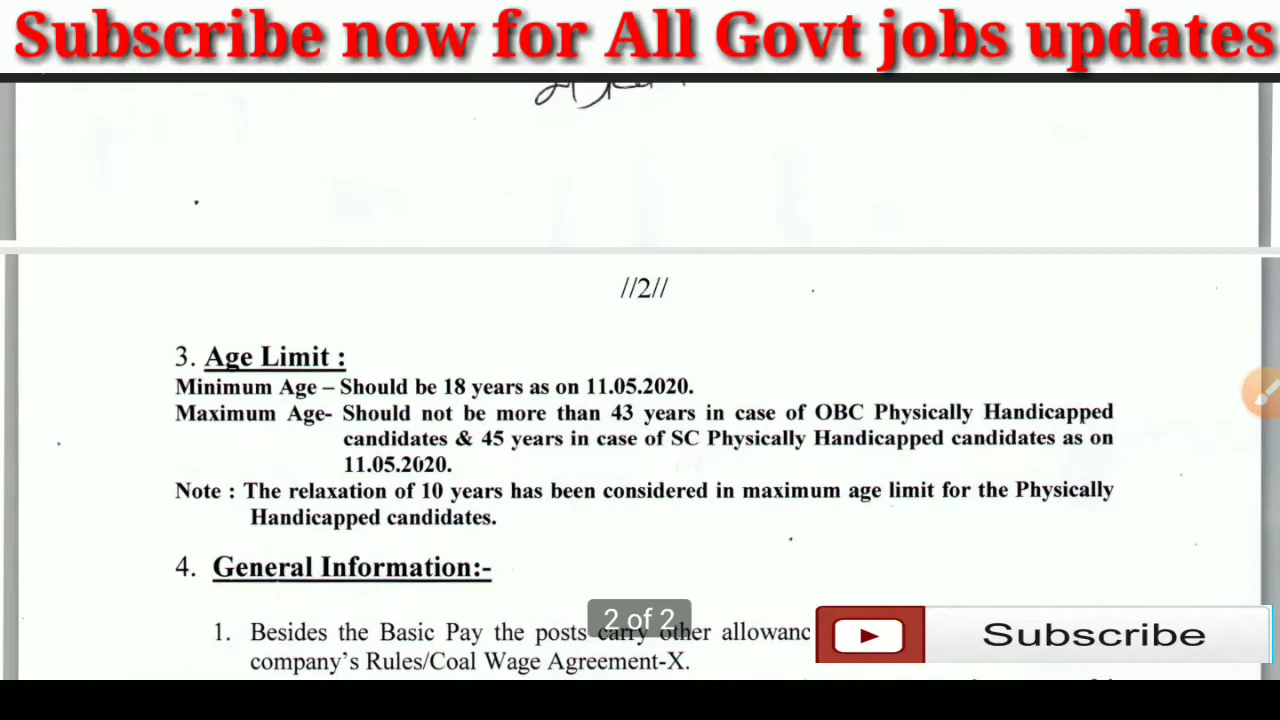 Subscribe now for All Govt jobs updates
//2//
3. Age Limit :
Minimum Age – Should be 18 years as on 11.05.2020.
Maximum Age- Should not be more than 43 years in case of OBC Physically Handicapped
candidates & 45 years in case of SC Physically Handicapped candidates as on
11.05.2020.
Note : The relaxation of 10 years has been considered in maximum age limit for the Physically
Handicapped candidates.
4. General Information:-
1. Besides the Basic Pay the posts carry other
company's Rules/Coal Wage Agreement-X.
2 of 2
Subscribe